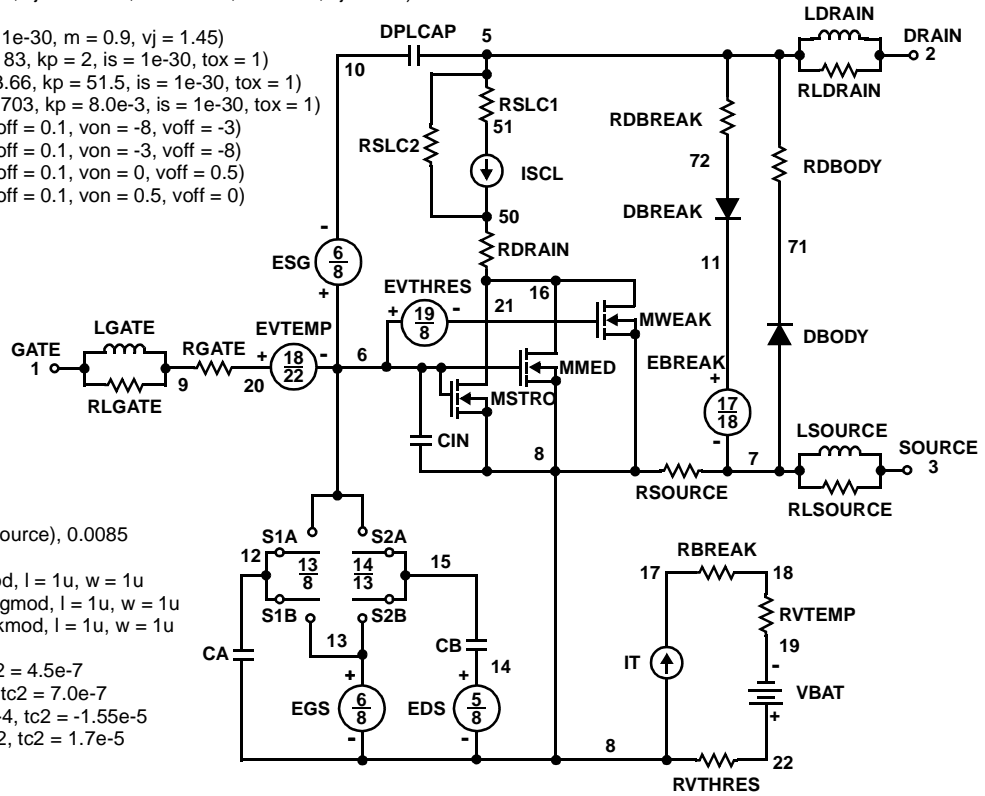 1e-30, m = 0.9, vj = 1.45)
83, kp = 2, is = 1e-30, tox = 1)
3.66, kp = 51.5, is = 1e-30, tox = 1)
703, kp = 8.0e-3, is = 1e-30, tox = 1)
off = 0.1, von = -8, voff = -3)
off = 0.1, von = -3, voff = -8)
off = 0.1, von = 0, voff = 0.5)
off = 0.1, von = 0.5, voff = 0)
DPLCAP
5
10
LDRAIN
DRAIN
2
RLDRAIN
RSLC1
51
RSLC2
ISCL
50
RDBREAK
72
RDBODY
DBREAK
71
11
ESG
-
6
8
+
RDRAIN
EVTHRES
+
19
8
-
21
16
MWEAK
LGATE
GATE
1
RLGATE
9
RGATE
20
EVTEMP
+
18
22
-
6
MMED
MSTRO
CIN
EBREAK
+
17
18
-
DBODY
8
RSOURCE
7
LSOURCE
SOURCE
3
RLSOURCE
ource), 0.0085
od, l = 1u, w = 1u
gmod, l = 1u, w = 1u
kmod, l = 1u, w = 1u
2 = 4.5e-7
tc2 = 7.0e-7
-4, tc2 = -1.55e-5
2, tc2 = 1.7e-5
S1A
S2A
12
13
8
14
13
15
S1B
S2B
13
CA
CB
14
+
EGS
6
8
-
+
EDS
5
8
-
8
RBREAK
17
18
RVTEMP
19
IT
-
VBAT
+
22
RVTHRES